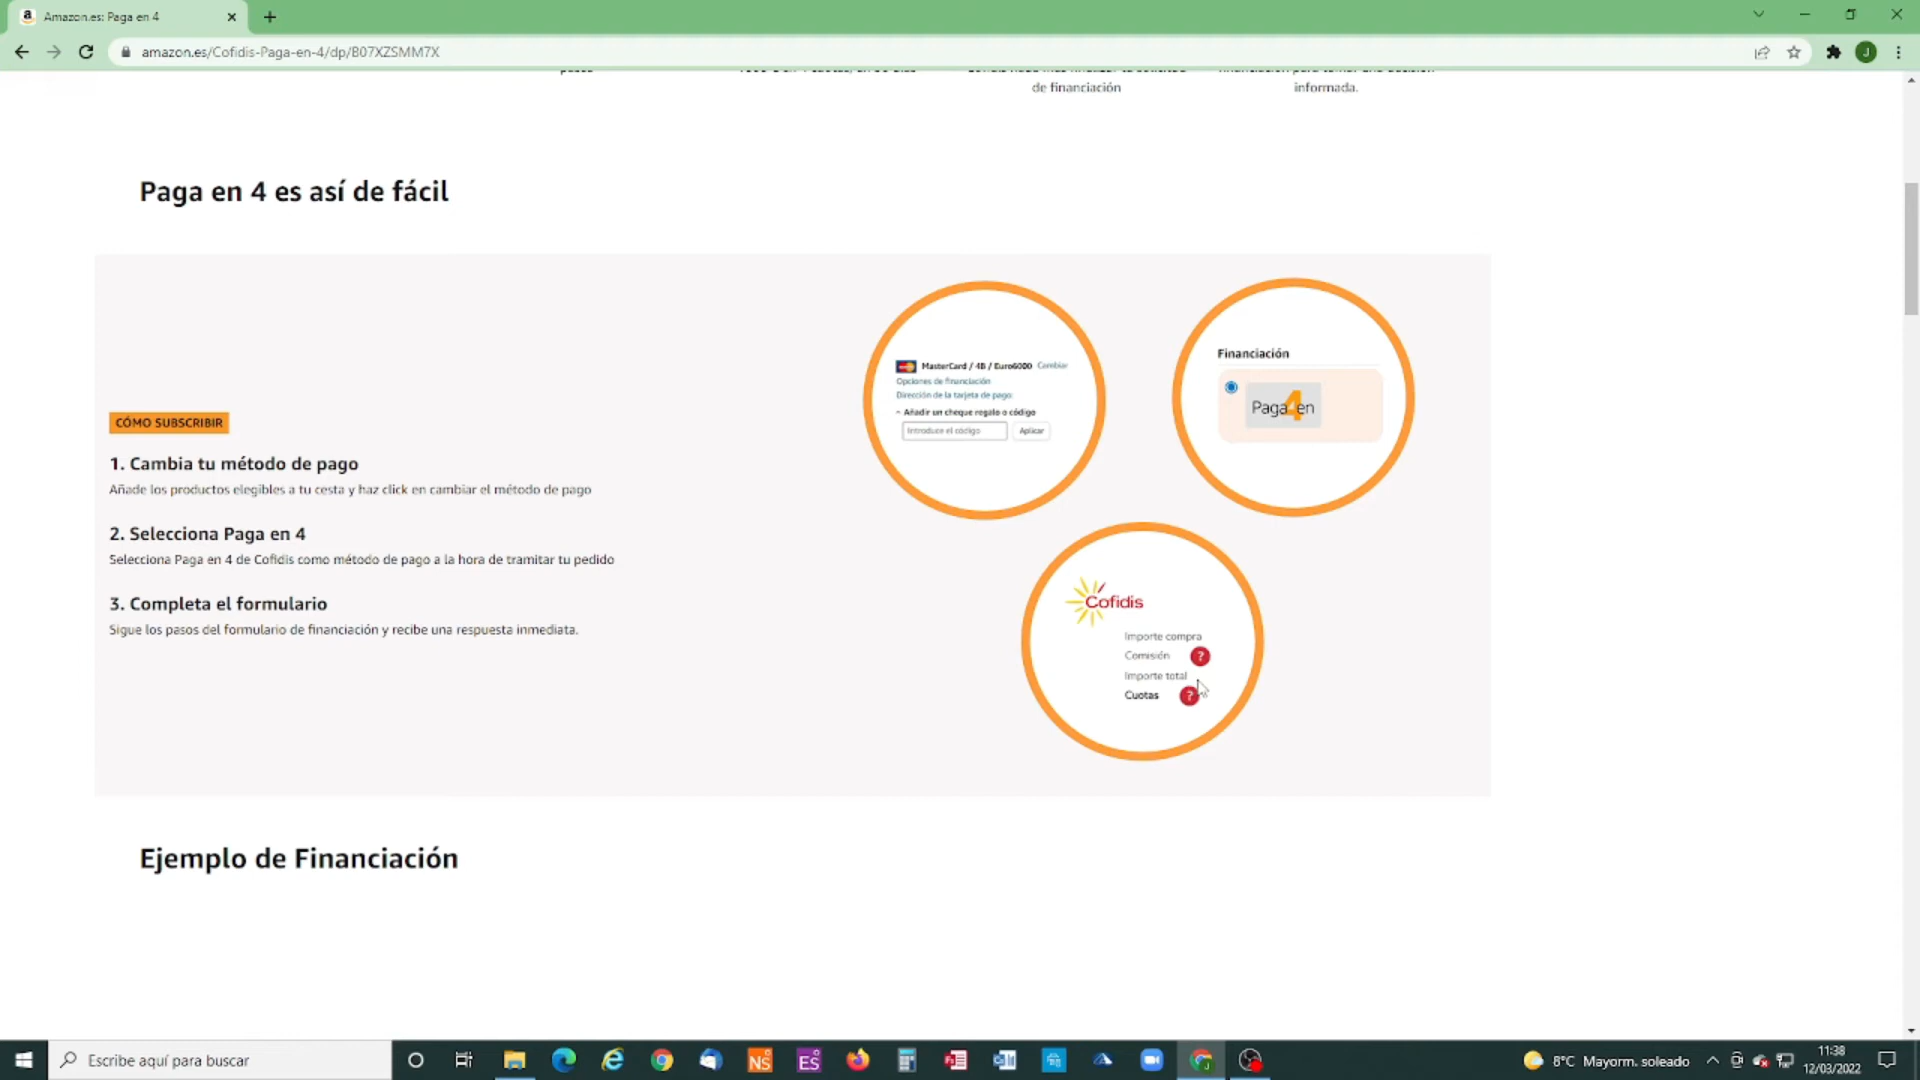 Amazon.es: Paga en 4
amazon.es/Cofidis-Paga-en-4/dp/B07XZSMM7X
J
de financiación
informada.
Paga en 4 es así de fácil
CÓMO SUBSCRIBIR
1. Cambia tu método de pago
Añade los productos elegibles a tu cesta y haz click en cambiar el método de pago
2. Selecciona Paga en 4
Selecciona Paga en 4 de Cofidis como método de pago a la hora de tramitar tu pedido
3. Completa el formulario
Sigue los pasos del formulario de financiación y recibe una respuesta inmediata.
MasterCard / 4B / Euro6000 Cambiar
Opciones de financiación
Dirección de la tarjeta de pago:
Añadir un cheque regalo o código
Introduce el código Aplicar
Financiación
Paga en 4
Cofidis
Importe compra
Comisión ?
Importe total
Cuotas ?
Ejemplo de Financiación
Escribe aquí para buscar
NS
ES
8°C Mayorm. soleado
11:38
12/03/2022